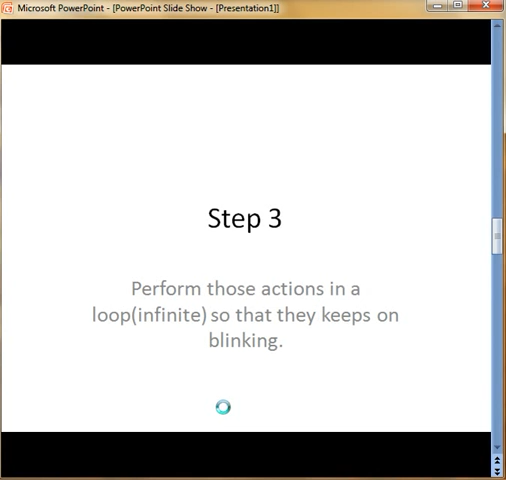 Microsoft PowerPoint - [PowerPoint Slide Show - [Presentation1]]
Step 3
Perform those actions in a
loop(infinite) so that they keeps on
blinking.